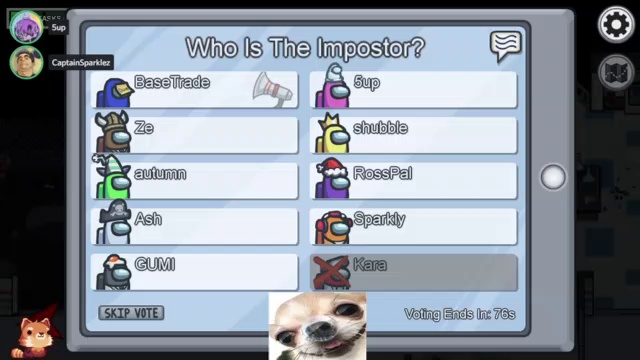 TASKS
5up
CaptainSparklez
Who Is The Impostor?
BaseTrade
5up
Ze
shubble
autumn
RossPal
Ash
Sparkly
GUMI
Kara
SKIP VOTE
Voting Ends In: 76s